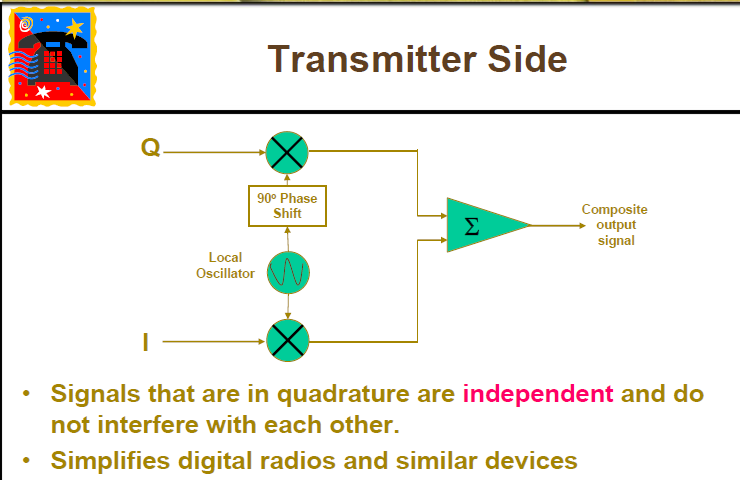 Transmitter Side
Q
90º Phase
Shift
Local
Oscillator
Σ
Composite
output
signal
I
• Signals that are in quadrature are independent and do
not interfere with each other.
• Simplifies digital radios and similar devices